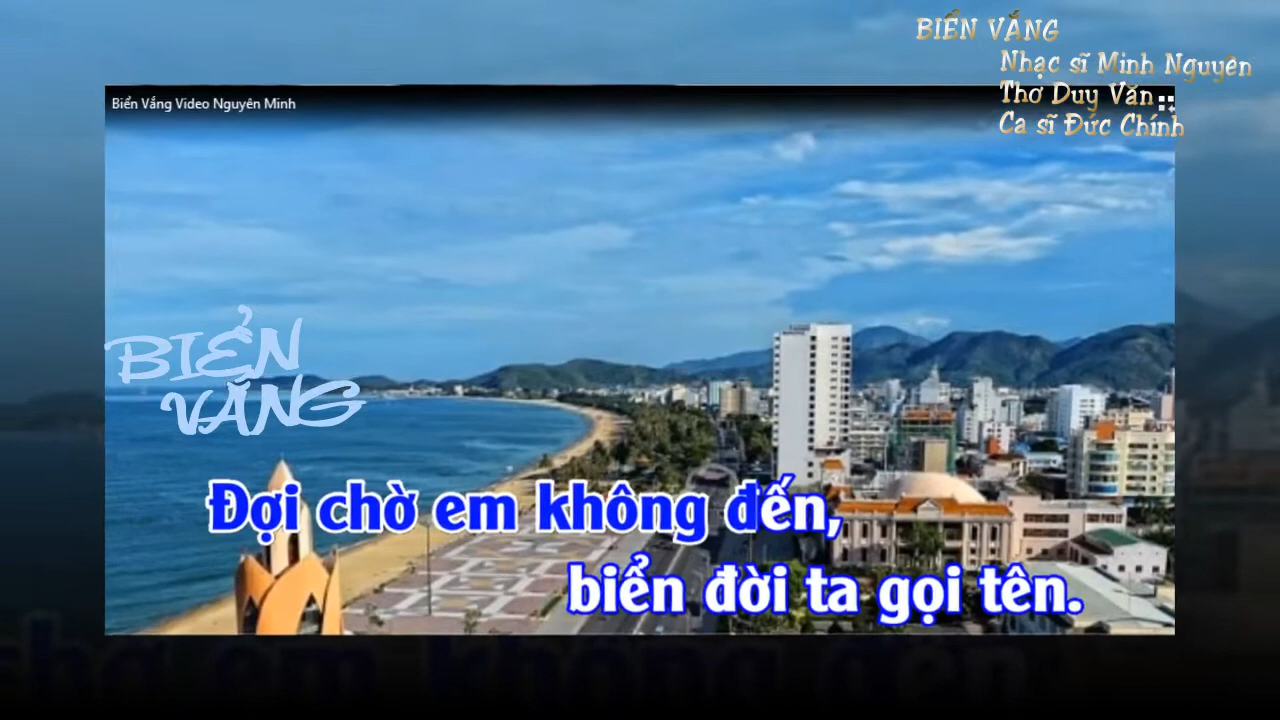 BIỂN VẮNG
Nhạc sĩ Minh Nguyên
Thơ Duy Văn
Ca sĩ Đức Chính
Biển Vắng Video Nguyên Minh
BIỂN
VẮNG
Đợi chờ em không đến,
biển đời ta gọi tên.